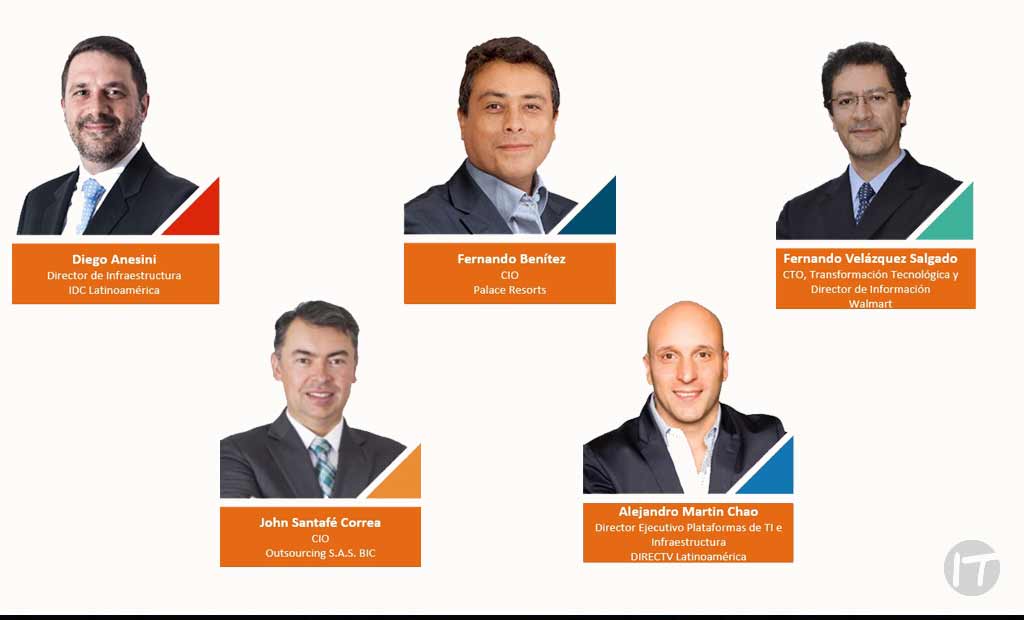 Diego Anesini
Director de Infraestructura
IDC Latinoamérica
Fernando Benítez
CIO
Palace Resorts
Fernando Velázquez Salgado
CTO, Transformación Tecnológica y
Director de Información
Walmart
John Santafé Correa
CIO
Outsourcing S.A.S. BIC
Alejandro Martin Chao
Director Ejecutivo Plataformas de TI e
Infraestructura
DIRECTV Latinoamérica
IT